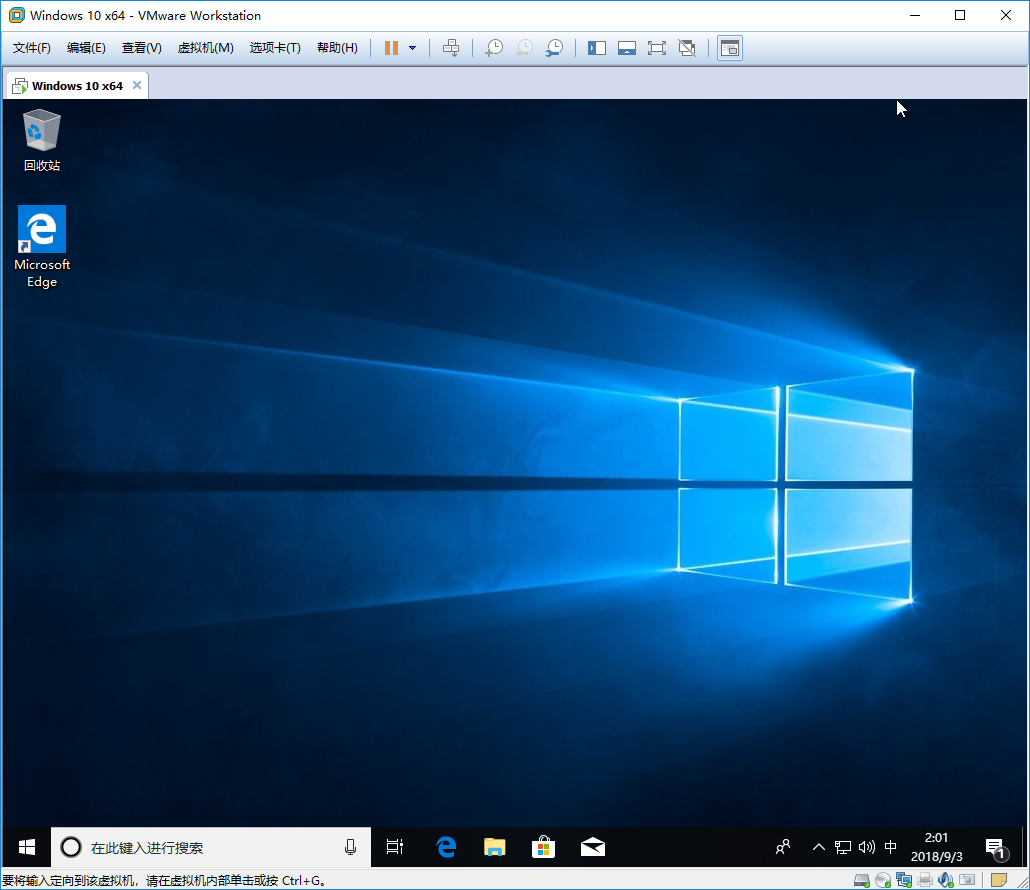 Windows 10 x64 - VMware Workstation
文件(F) 编辑(E) 查看(V) 虚拟机(M) 选项卡(T) 帮助(H)
Windows 10 x64
回收站
Microsoft
Edge
在此键入进行搜索
中
2:01
2018/9/3
1
要将输入定向到该虚拟机，请在虚拟机内部单击或按 Ctrl+G。